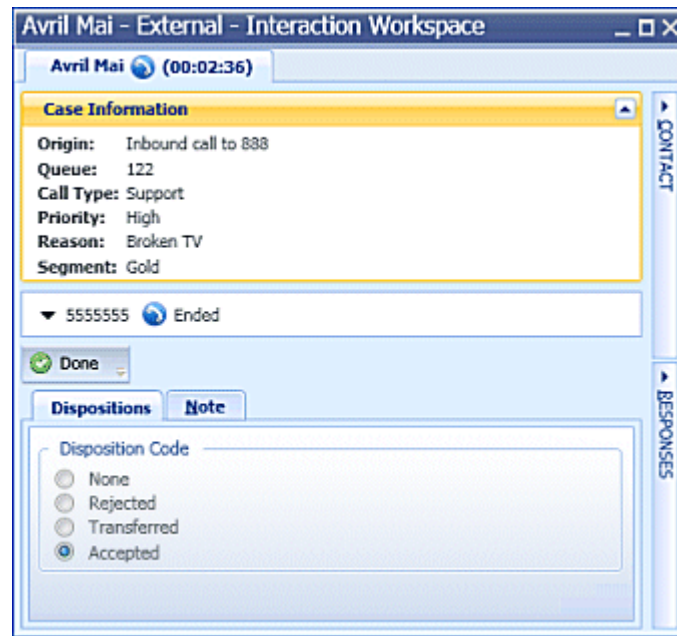 Avril Mai - External - Interaction Workspace
Avril Mai (00:02:36)
Case Information
Origin: Inbound call to 888
Queue: 122
Call Type: Support
Priority: High
Reason: Broken TV
Segment: Gold
5555555 Ended
Done
Dispositions Note
Disposition Code
None
Rejected
Transferred
Accepted
CONTACT
RESPONSES